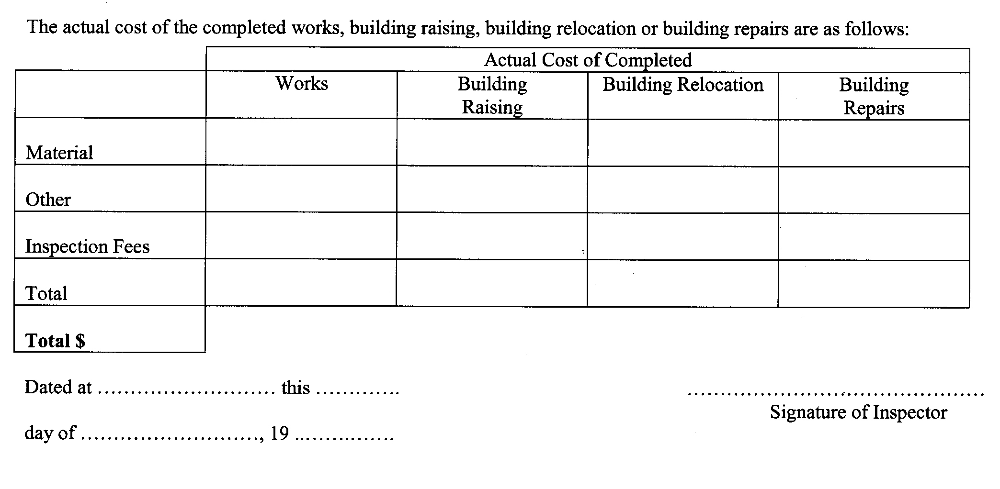 The actual cost of the completed works, building raising, building relocation or building repairs are as follows:
Actual Cost of Completed
Works Building Building Relocation Building
Raising Repairs
Material
Other
Inspection Fees
Total
Total $
Dated at ........................... this .............
.............................................
Signature of Inspector
day of ..........................., 19 ...............